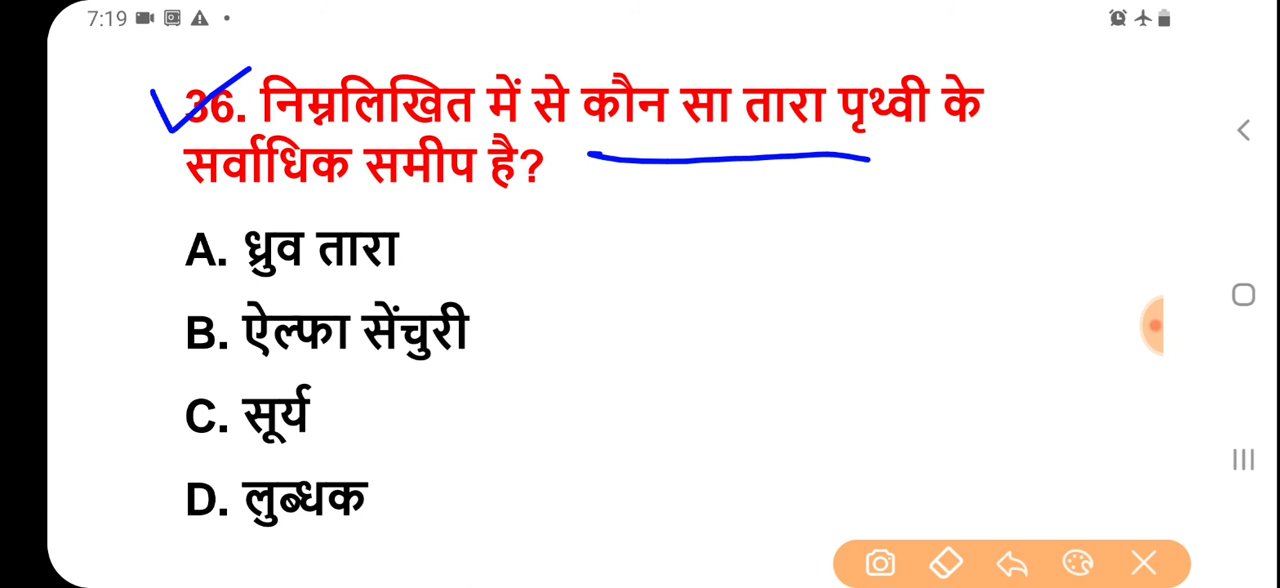 7:19
36. निम्नलिखित में से कौन सा तारा पृथ्वी के
सर्वाधिक समीप है?
A. ध्रुव तारा
B. ऐल्फा सेंचुरी
C. सूर्य
D. लुब्धक